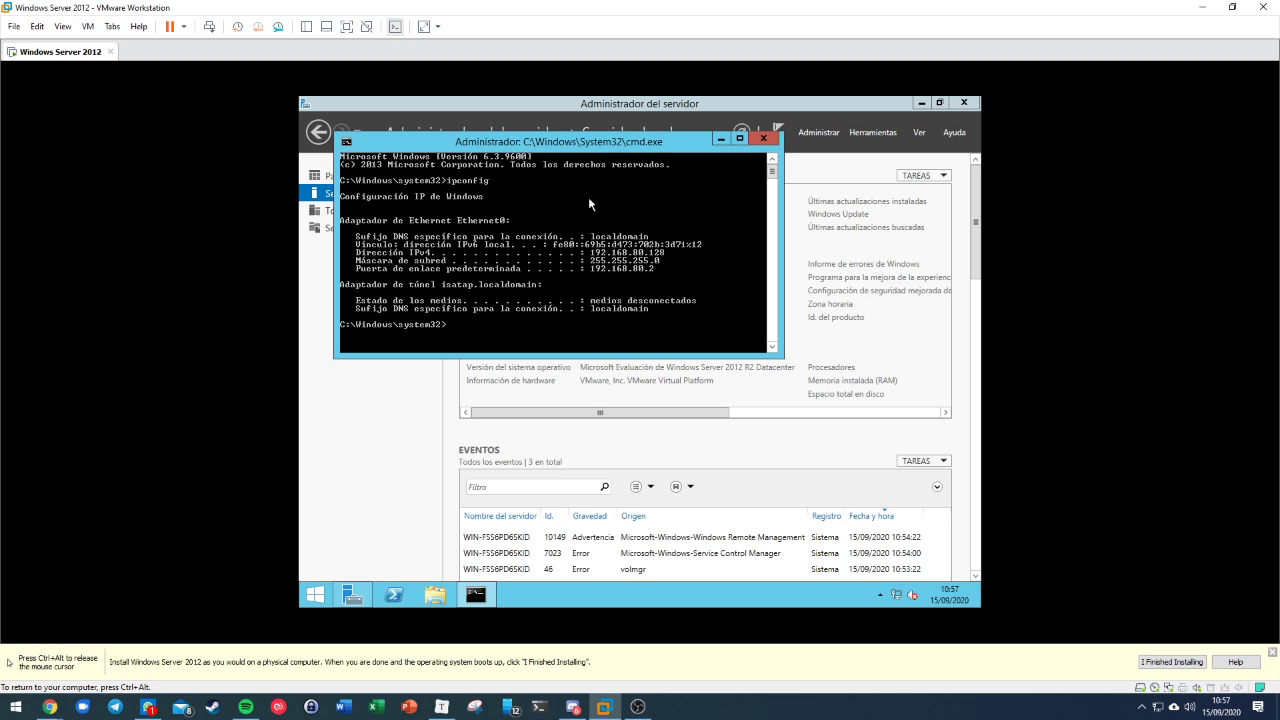 Windows Server 2012 - VMware Workstation
File Edit View VM Tabs Help
Windows Server 2012
Administrador del servidor
Administrar Herramientas Ver Ayuda
Administrador: C:\Windows\System32\cmd.exe
Microsoft Windows [Versión 6.3.9600]
(c) 2013 Microsoft Corporation. Todos los derechos reservados.
C:\Windows\system32>ipconfig
Configuración IP de Windows
Adaptador de Ethernet Ethernet0:
Sufijo DNS específico para la conexión. . : localdomain
Vínculo: dirección IPv6 local. . . : fe80::69b5:d473:702b:3d71%12
Dirección IPv4. . . . . . . . . . . . . . : 192.168.80.128
Máscara de subred . . . . . . . . . . . . : 255.255.255.0
Puerta de enlace predeterminada . . . . . : 192.168.80.2
Adaptador de túnel isatap.localdomain:
Estado de los medios. . . . . . . . . . . : medios desconectados
Sufijo DNS específico para la conexión. . : localdomain
C:\Windows\system32>
TAREAS
Últimas actualizaciones instaladas
Windows Update
Últimas actualizaciones buscadas
Informe de errores de Windows
Programa para la mejora de la experienc
Configuración de seguridad mejorada de
Zona horaria
Id. del producto
Versión del sistema operativo Microsoft Evaluación de Windows Server 2012 R2 Datacenter Procesadores
Información de hardware VMware, Inc. VMware Virtual Platform Memoria instalada (RAM)
Espacio total en disco
EVENTOS
Todos los eventos | 3 en total
TAREAS
Filtro
Nombre del servidor Id. Gravedad Origen Registro Fecha y hora
WIN-FSS6PD6SKID 10149 Advertencia Microsoft-Windows-Windows Remote Management Sistema 15/09/2020 10:54:22
WIN-FSS6PD6SKID 7023 Error Microsoft-Windows-Service Control Manager Sistema 15/09/2020 10:54:00
WIN-FSS6PD6SKID 46 Error volmgr Sistema 15/09/2020 10:53:22
10:57
15/09/2020
Press Ctrl+Alt to release
the mouse cursor
Install Windows Server 2012 as you would on a physical computer. When you are done and the operating system boots up, click "I Finished Installing".
I Finished Installing Help
To return to your computer, press Ctrl+Alt.
10:57
15/09/2020